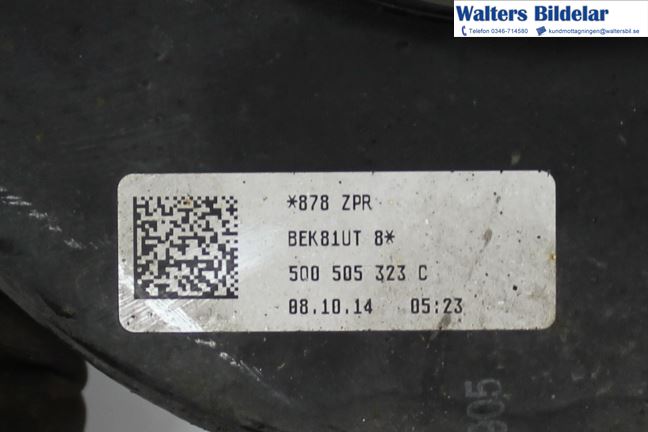 Walters Bildelar
Telefon 0346-714580 kundmottagningen@waltersbil.se
*878 ZPR
BEK81UT 8*
5Q0 505 323 C
08.10.14 05:23